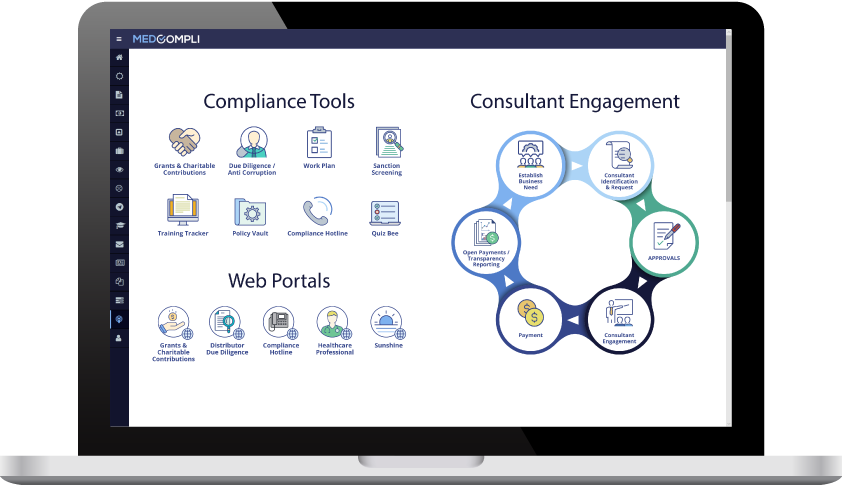 MEDCOMPLI
Compliance Tools
Grants & Charitable
Contributions
Due Diligence /
Anti Corruption
Work Plan
Sanction
Screening
Training Tracker
Policy Vault
Compliance Hotline
Quiz Bee
Web Portals
Grants &
Charitable
Contributions
Distributor
Due Diligence
Compliance
Hotline
Healthcare
Professional
Sunshine
Consultant Engagement
Establish
Business
Need
Consultant
Identification
& Request
APPROVALS
Consultant
Engagement
Payment
Open Payments /
Transparency
Reporting